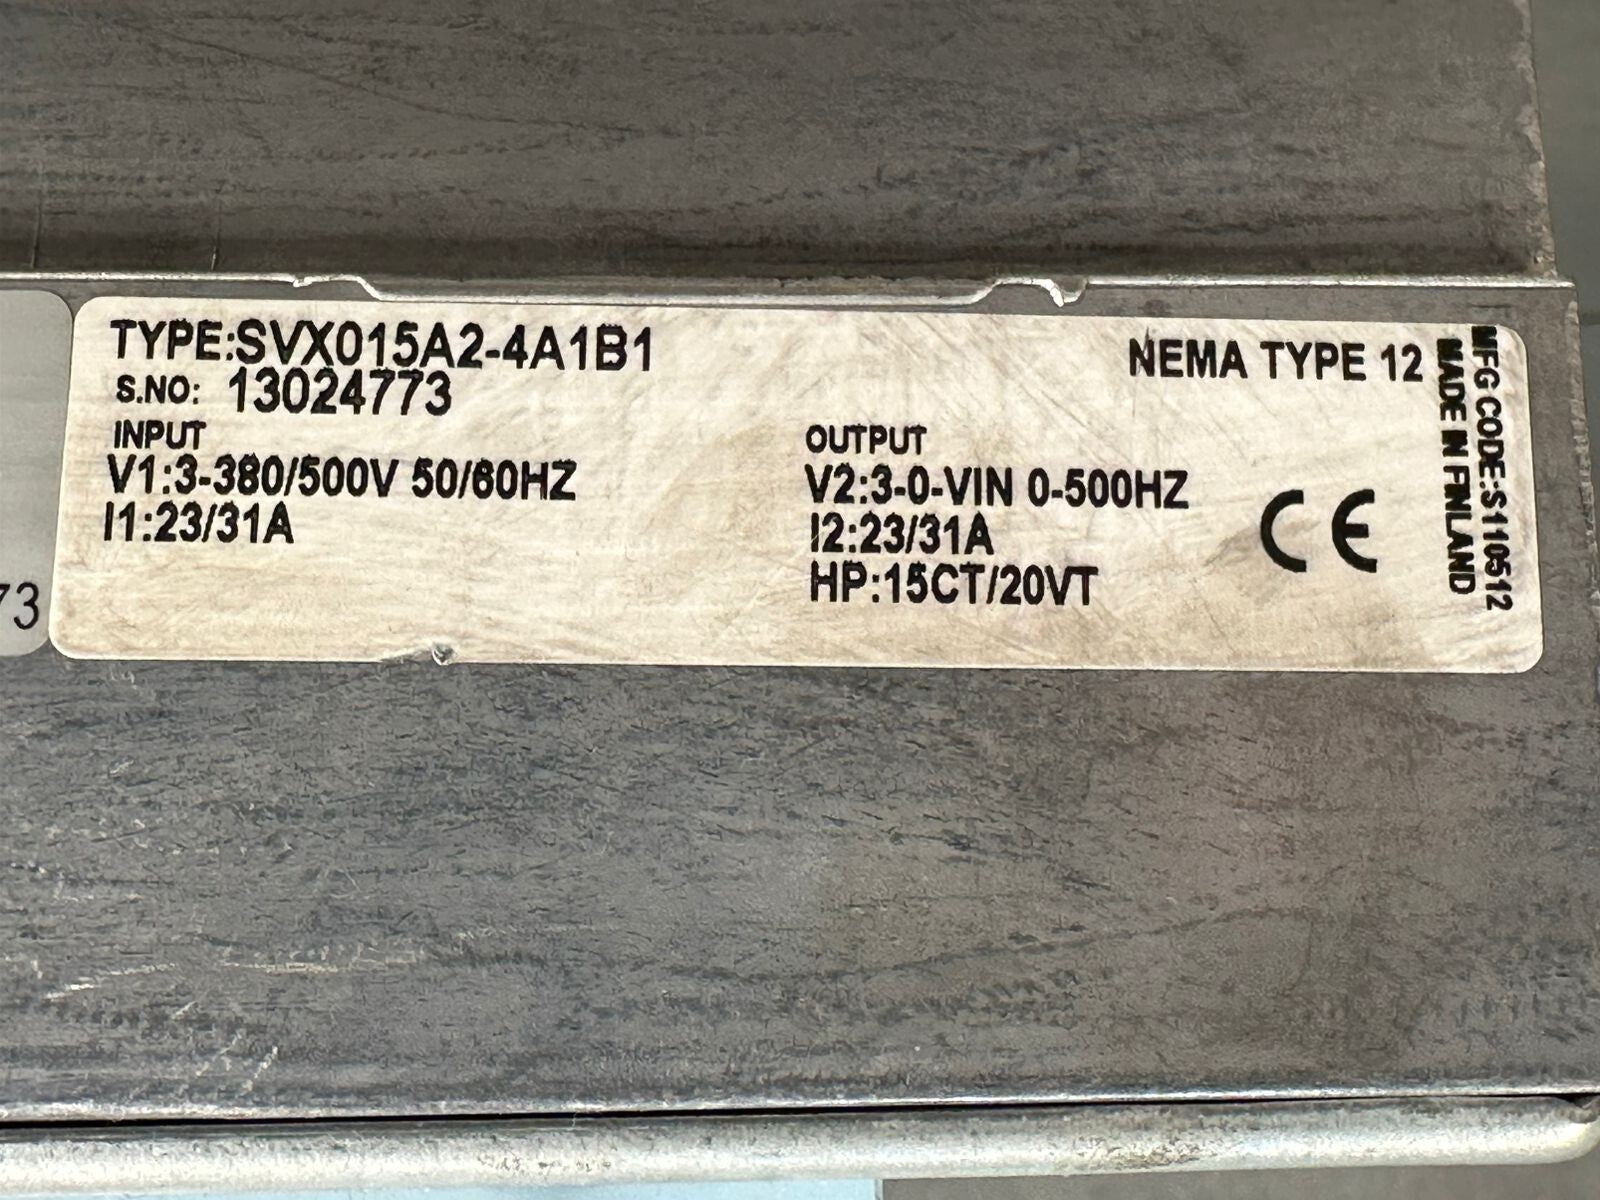 TYPE:SVX015A2-4A1B1
S.NO: 13024773
INPUT
V1:3-380/500V 50/60HZ
I1:23/31A
OUTPUT
V2:3-0-VIN 0-500HZ
I2:23/31A
HP:15CT/20VT
NEMA TYPE 12
CE
MFG CODE:S110512
MADE IN FINLAND
73